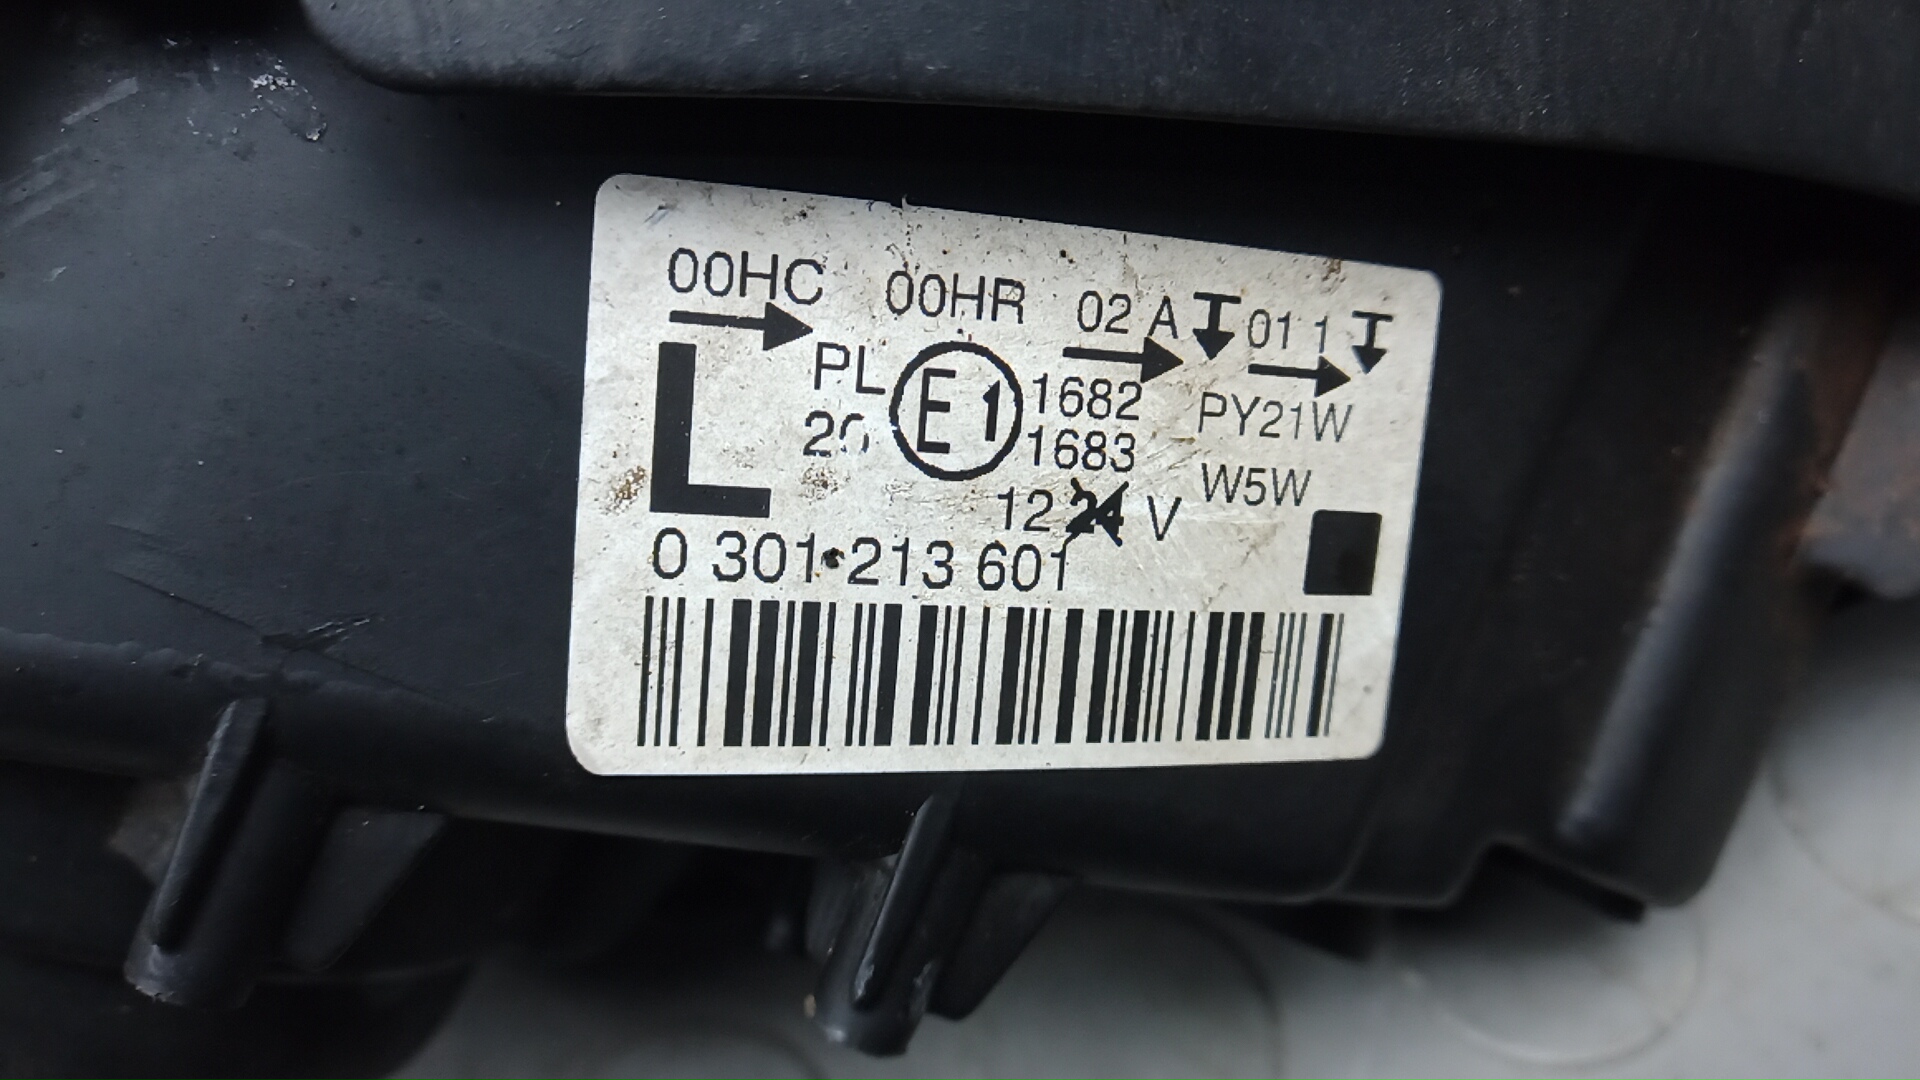 00HC 00HR 02 A 01 1
L PL E1 1682 PY21W
20 1683 W5W
12 24 V
0 301 213 601